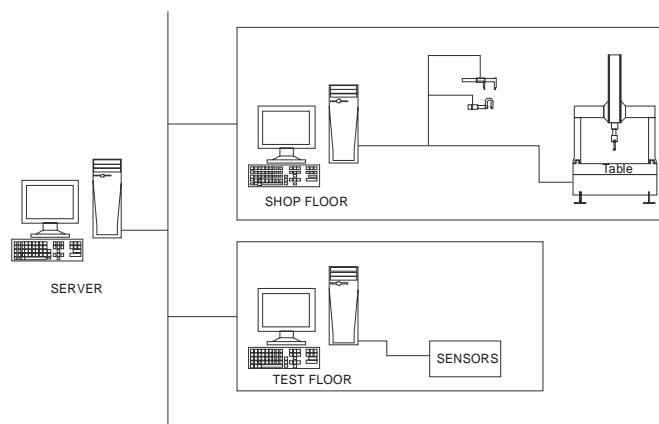 Table
SHOP FLOOR
SERVER
SENSORS
TEST FLOOR